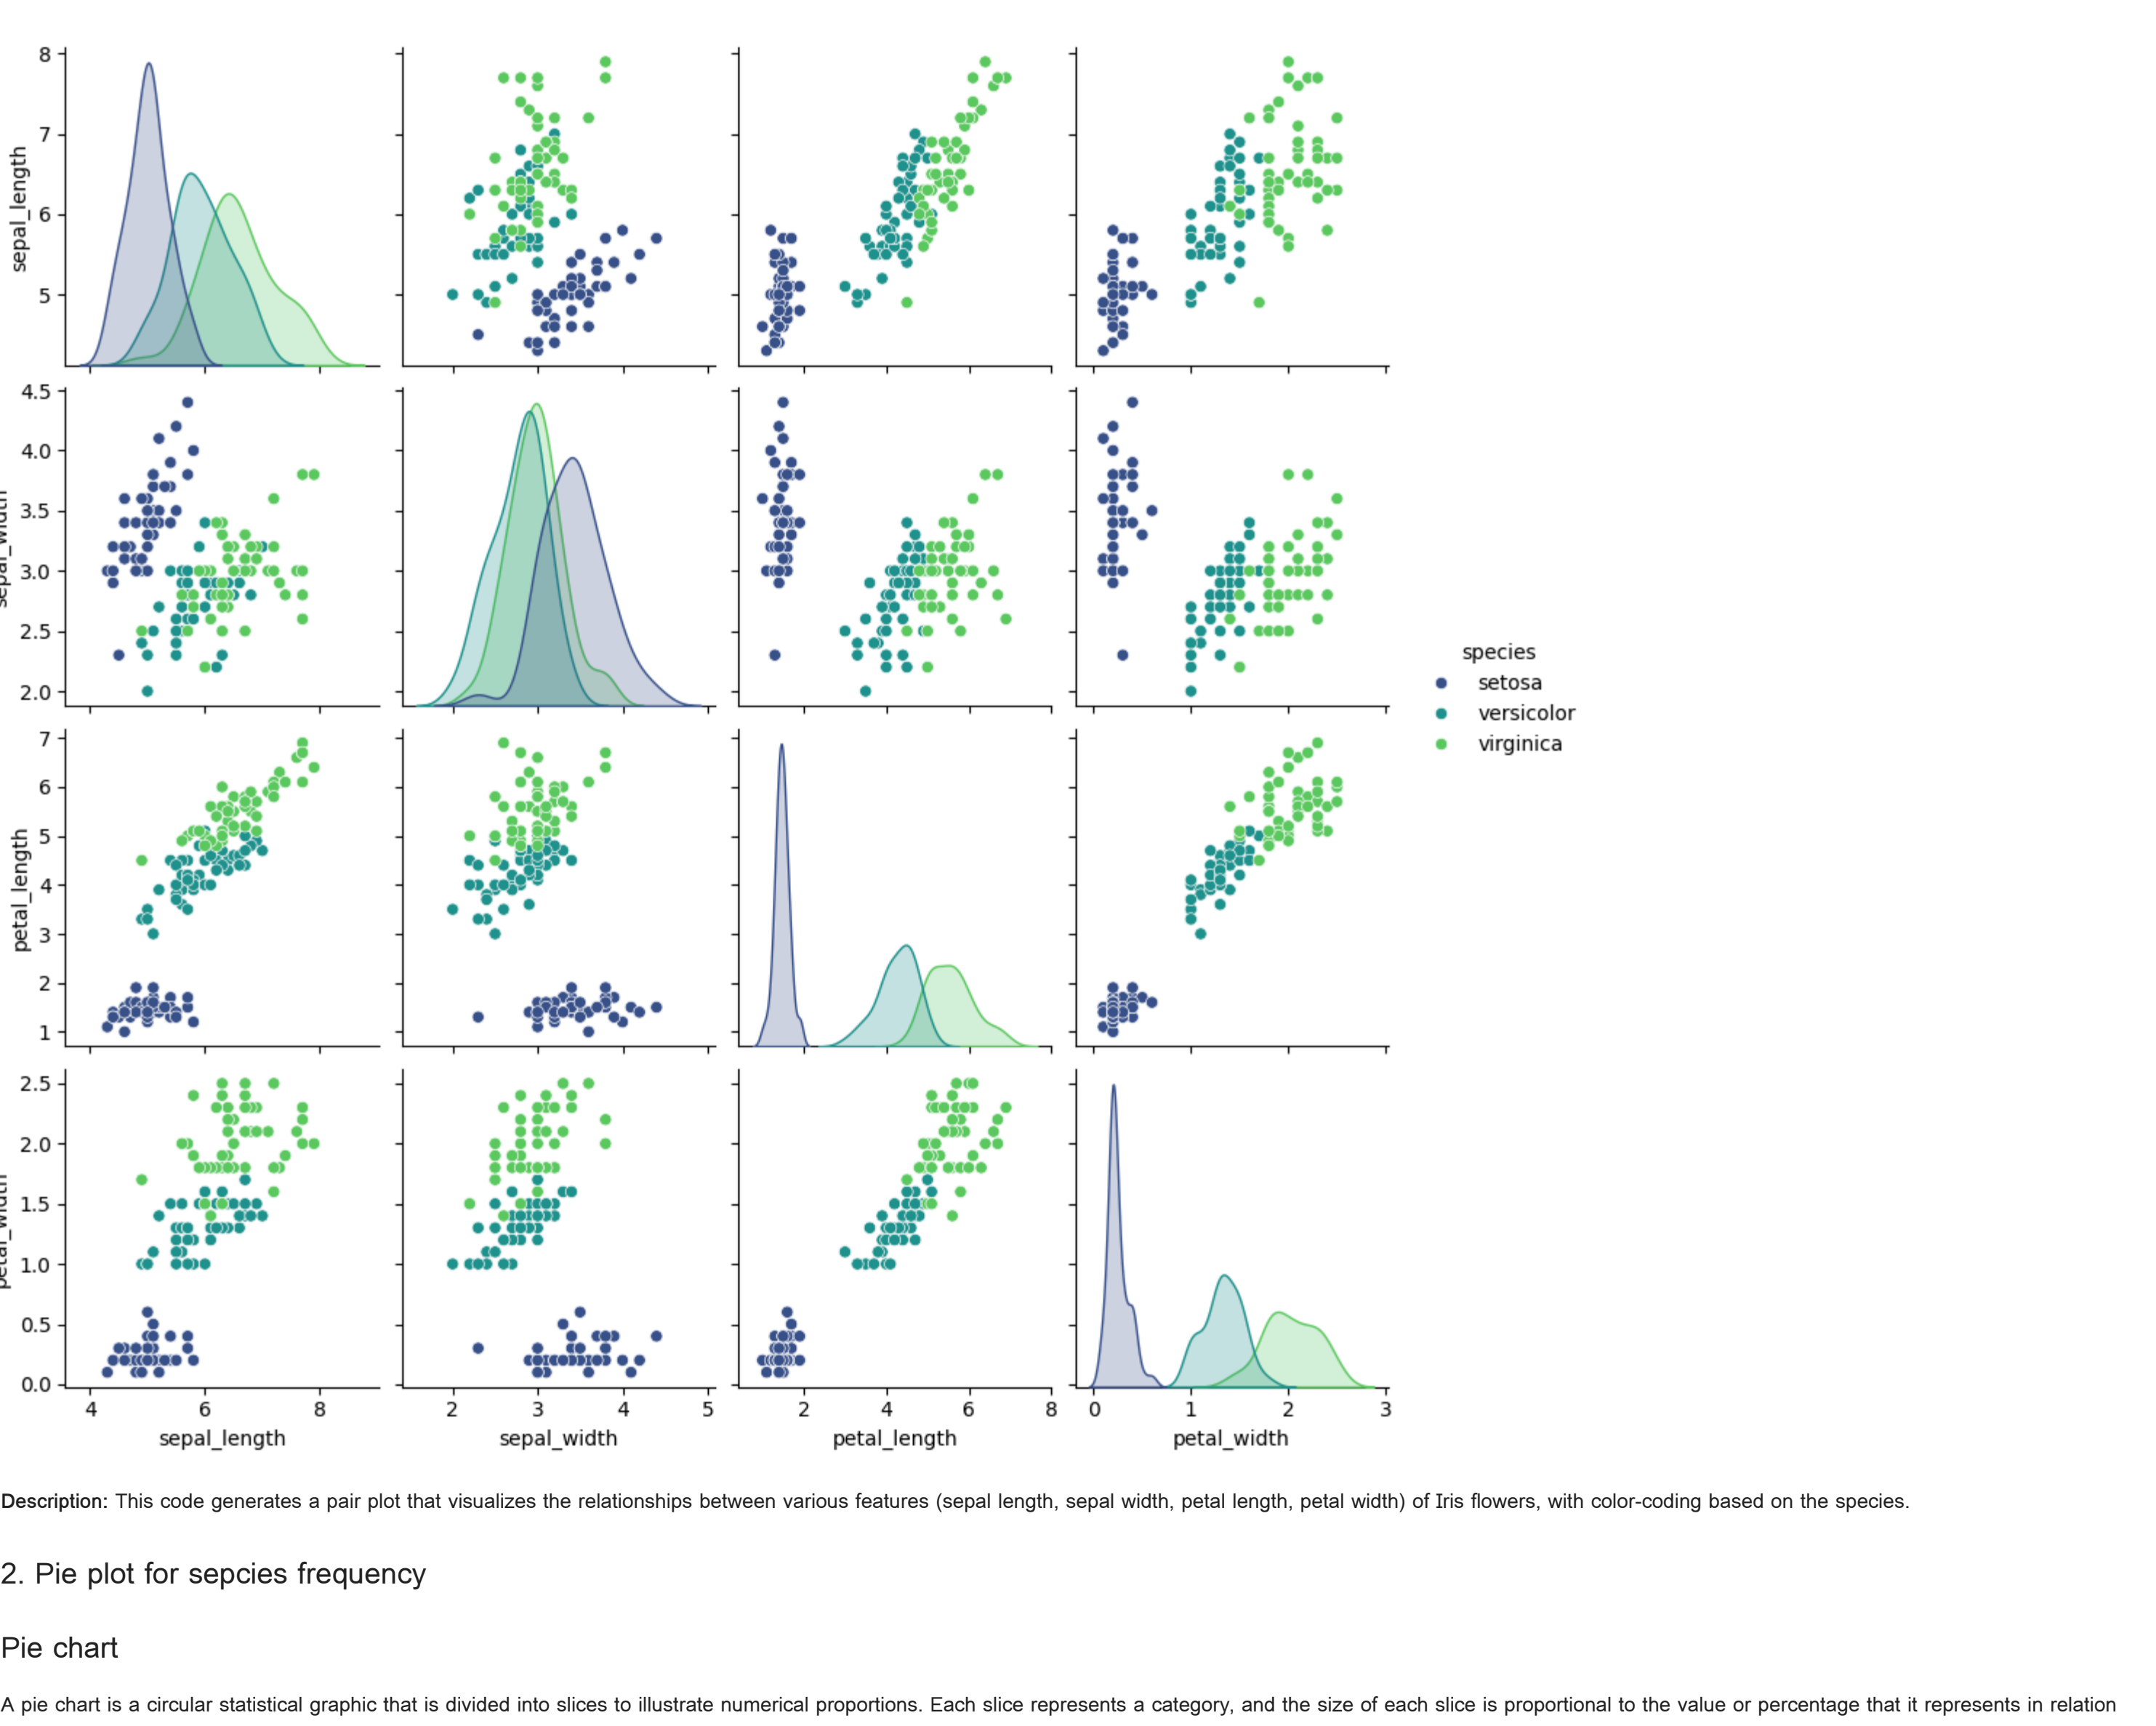 8
7
6
5
sepal_length
4.5
4.0
3.5
3.0
2.5
2.0
sepal_width
species
setosa
versicolor
virginica
7
6
5
4
3
2
1
petal_length
2.5
2.0
1.5
1.0
0.5
0.0
petal_width
4 6 8
2 3 4 5
2 4 6 8
0 1 2 3
sepal_length
sepal_width
petal_length
petal_width
Description: This code generates a pair plot that visualizes the relationships between various features (sepal length, sepal width, petal length, petal width) of Iris flowers, with color-coding based on the species.
2. Pie plot for sepcies frequency
Pie chart
A pie chart is a circular statistical graphic that is divided into slices to illustrate numerical proportions. Each slice represents a category, and the size of each slice is proportional to the value or percentage that it represents in relation